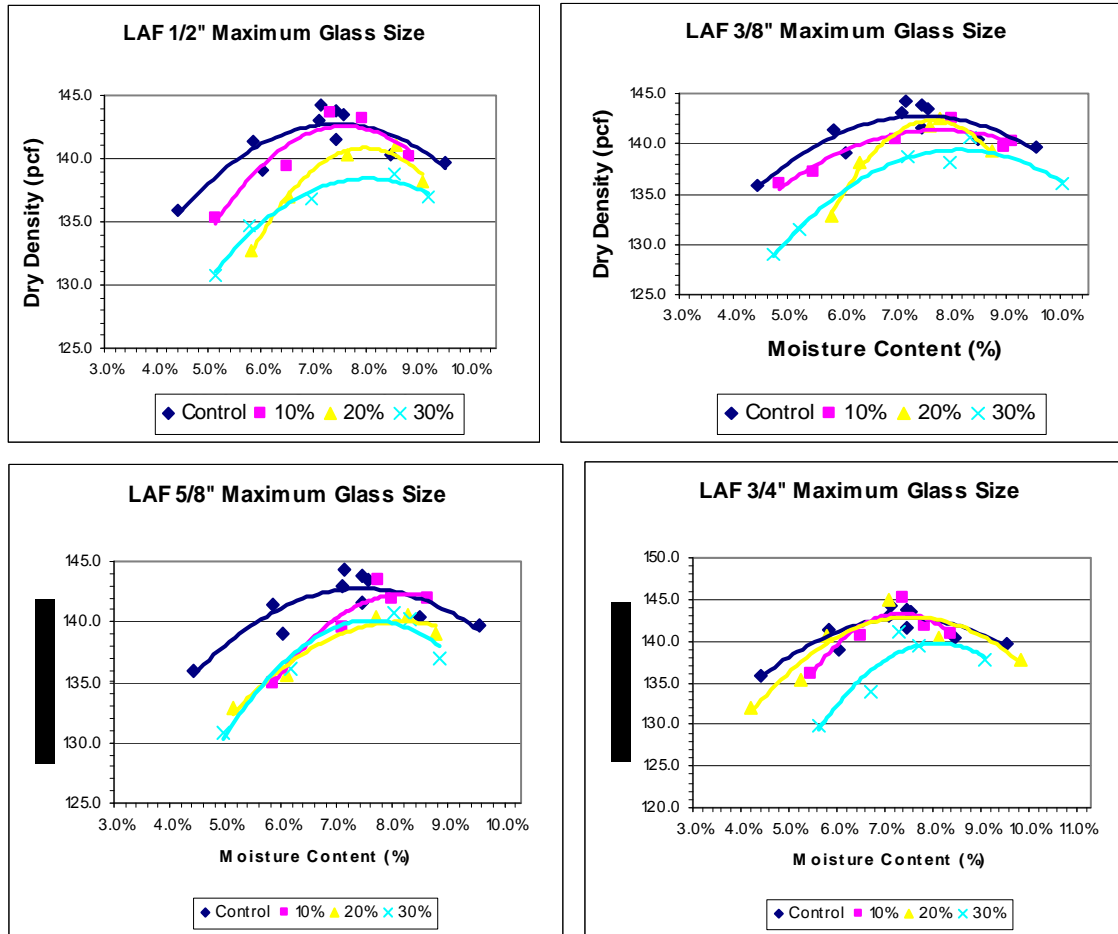 LAF 1/2" Maximum Glass Size
145.0
140.0
135.0
130.0
125.0
Dry Density (pcf)
3.0% 4.0% 5.0% 6.0% 7.0% 8.0% 9.0% 10.0%
Control 10% 20% 30%
LAF 3/8" Maximum Glass Size
145.0
140.0
135.0
130.0
125.0
Dry Density (pcf)
3.0% 4.0% 5.0% 6.0% 7.0% 8.0% 9.0% 10.0%
Moisture Content (%)
Control 10% 20% 30%
LAF 5/8" Maximum Glass Size
145.0
140.0
135.0
130.0
125.0
3.0% 4.0% 5.0% 6.0% 7.0% 8.0% 9.0% 10.0%
Moisture Content (%)
Control 10% 20% 30%
LAF 3/4" Maximum Glass Size
150.0
145.0
140.0
135.0
130.0
125.0
120.0
3.0% 4.0% 5.0% 6.0% 7.0% 8.0% 9.0% 10.0% 11.0%
Moisture Content (%)
Control 10% 20% 30%